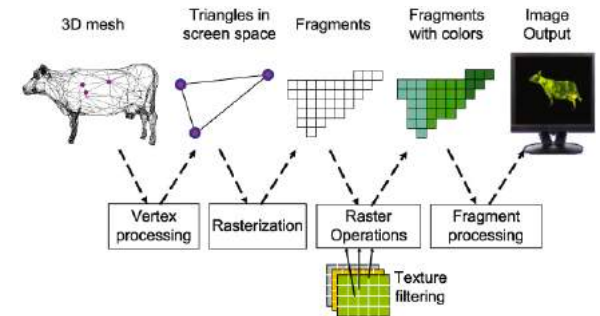 3D mesh
Triangles in
screen space
Fragments
Fragments
with colors
Image
Output
Vertex
processing
Rasterization
Raster
Operations
Fragment
processing
Texture
filtering